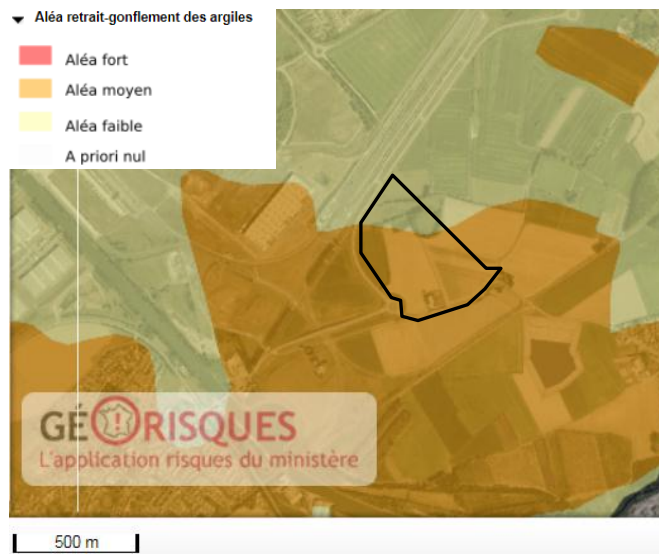 Aléa retrait-gonflement des argiles
Aléa fort
Aléa moyen
Aléa faible
A priori nul
GÉORISQUES
L'application risques du ministère
500 m